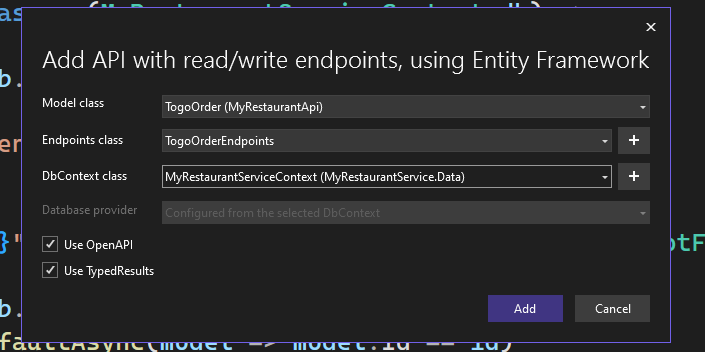 Add API with read/write endpoints, using Entity Framework
Model class
TogoOrder (MyRestaurantApi)
Endpoints class
TogoOrderEndpoints
DbContext class
MyRestaurantServiceContext (MyRestaurantService.Data)
Database provider
Configured from the selected DbContext
Use OpenAPI
Use TypedResults
Add
Cancel